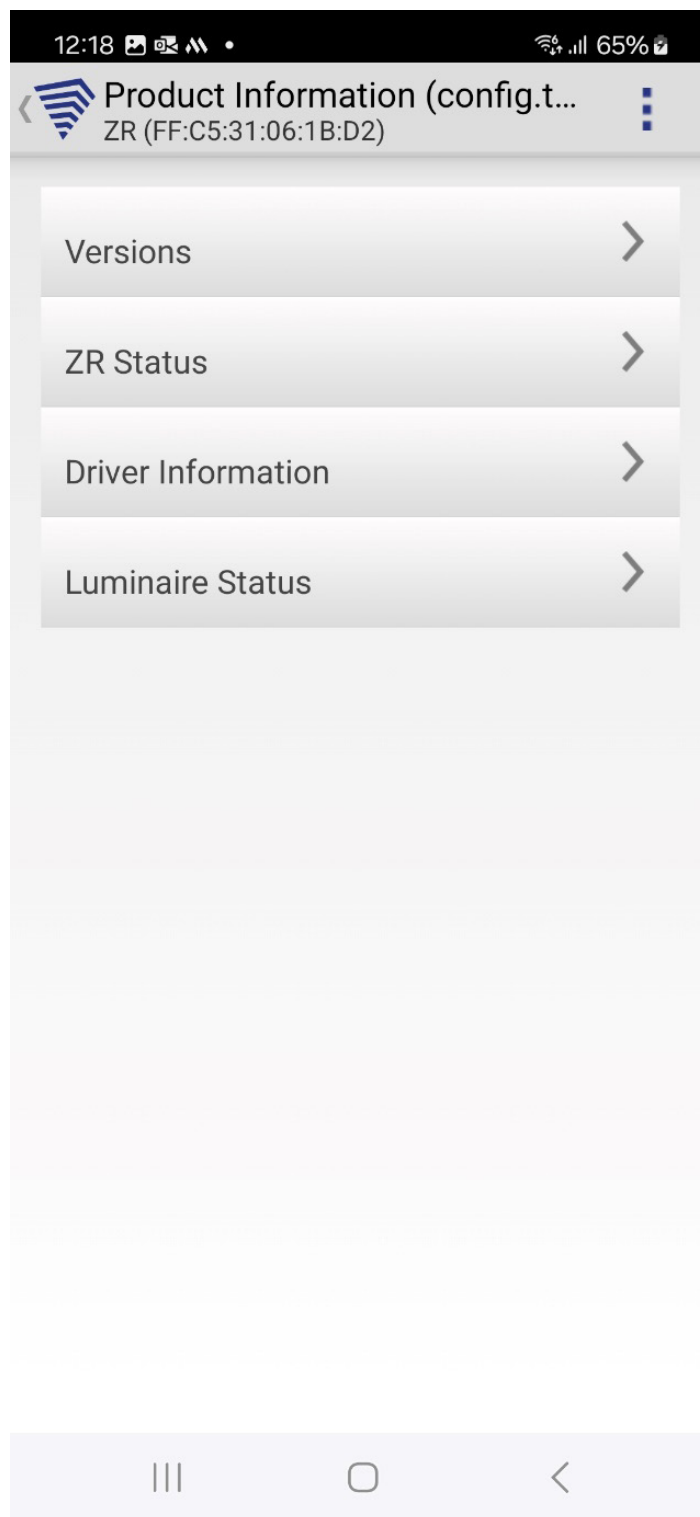 12:18 65%
Product Information (config.t...
ZR (FF:C5:31:06:1B:D2)
Versions
ZR Status
Driver Information
Luminaire Status